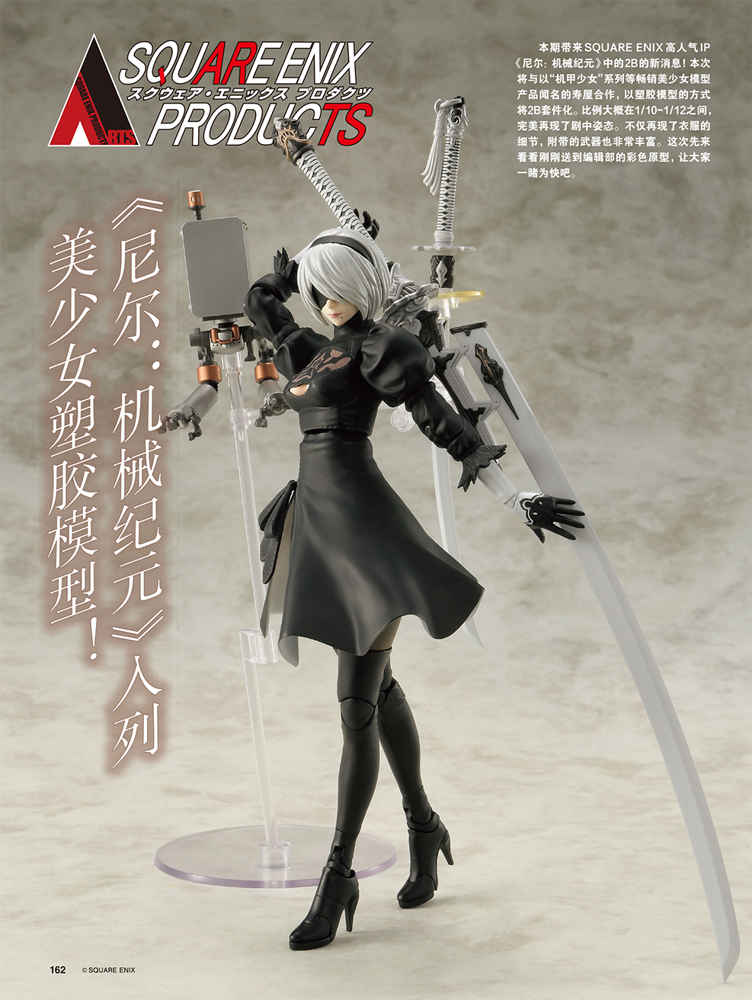 SQUARE ENIX
スクウェア・エニックス プロダクツ
PRODUCTS
SQUARE ENIX PRODUCTS
ARTS
本期带来SQUARE ENIX高人气IP
《尼尔：机械纪元》中的2B的新消息！本次
将与以“机甲少女”系列等畅销美少女模型
产品闻名的寿屋合作，以塑胶模型的方式
将2B套件化。比例大概在1/10~1/12之间，
完美再现了剧中姿态。不仅再现了衣服的
细节，附带的武器也非常丰富。这次先来
看看刚刚送到编辑部的彩色原型，让大家
一睹为快吧。
《尼尔：机械纪元》入列
美少女塑胶模型！
162
© SQUARE ENIX